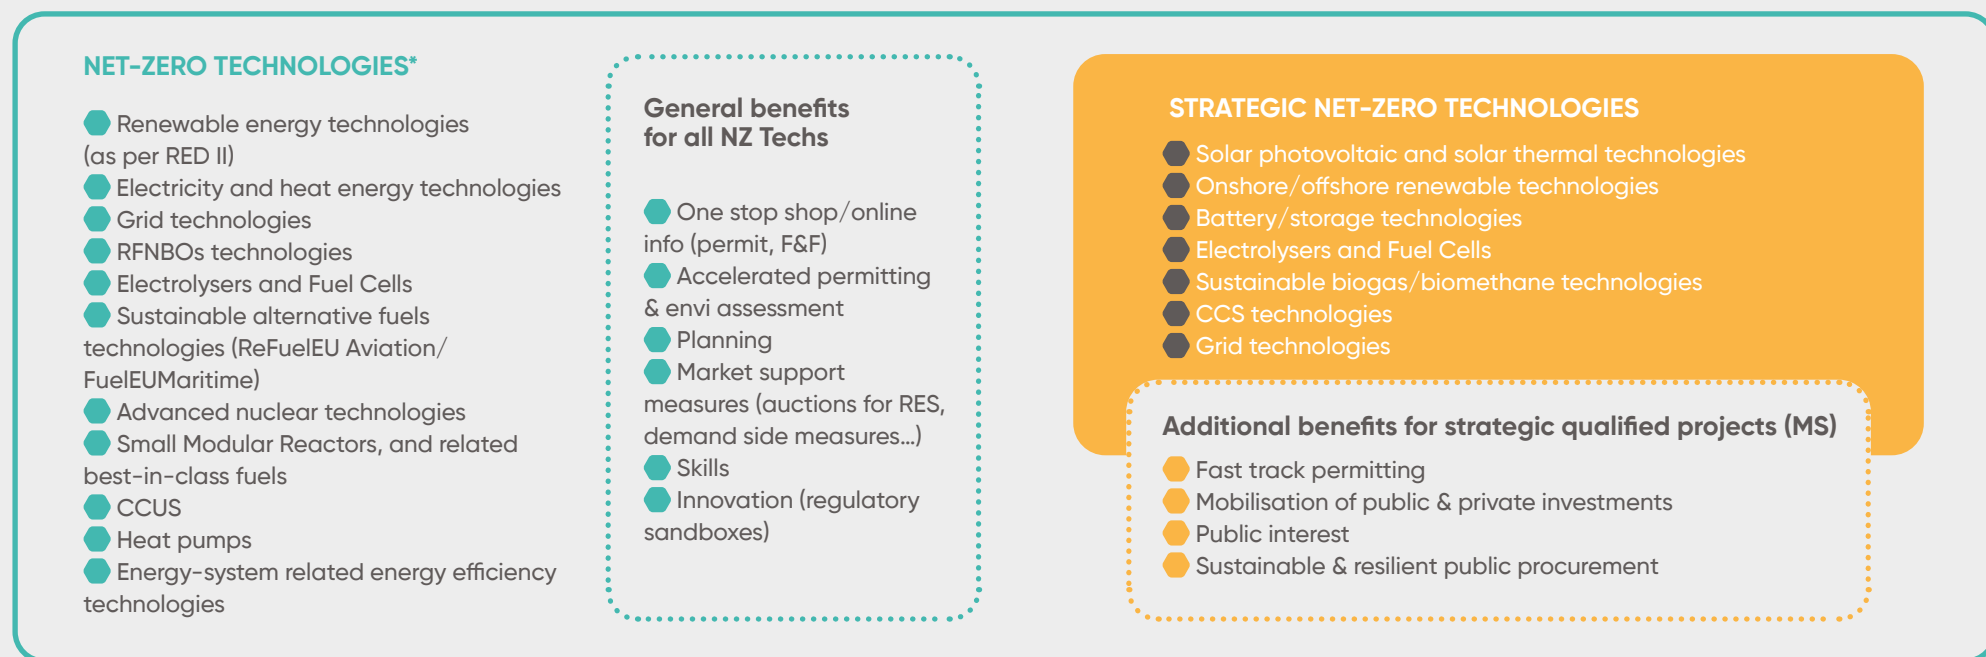 NET-ZERO TECHNOLOGIES*
Renewable energy technologies
(as per RED II)
Electricity and heat energy technologies
Grid technologies
RFNBOs technologies
Electrolysers and Fuel Cells
Sustainable alternative fuels
technologies (ReFuelEU Aviation/
FuelEUMaritime)
Advanced nuclear technologies
Small Modular Reactors, and related
best-in-class fuels
CCUS
Heat pumps
Energy-system related energy efficiency
technologies
General benefits
for all NZ Techs
One stop shop/online
info (permit, F&F)
Accelerated permitting
& envi assessment
Planning
Market support
measures (auctions for RES,
demand side measures...)
Skills
Innovation (regulatory
sandboxes)
STRATEGIC NET-ZERO TECHNOLOGIES
Solar photovoltaic and solar thermal technologies
Onshore/offshore renewable technologies
Battery/storage technologies
Electrolysers and Fuel Cells
Sustainable biogas/biomethane technologies
CCS technologies
Grid technologies
Additional benefits for strategic qualified projects (MS)
Fast track permitting
Mobilisation of public & private investments
Public interest
Sustainable & resilient public procurement